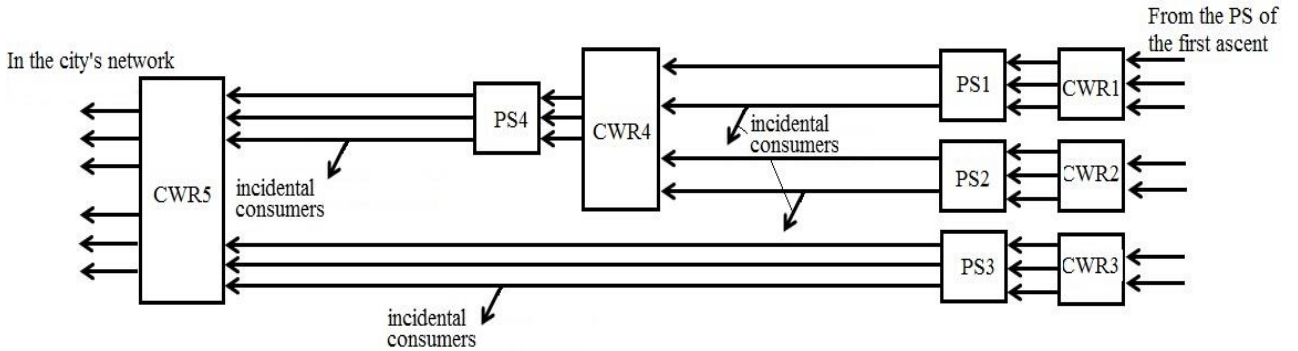 From the PS of
the first ascent
In the city's network
PS1
CWR1
PS4
CWR4
incidental
consumers
PS2
CWR2
CWR5
incidental
consumers
PS3
CWR3
incidental
consumers